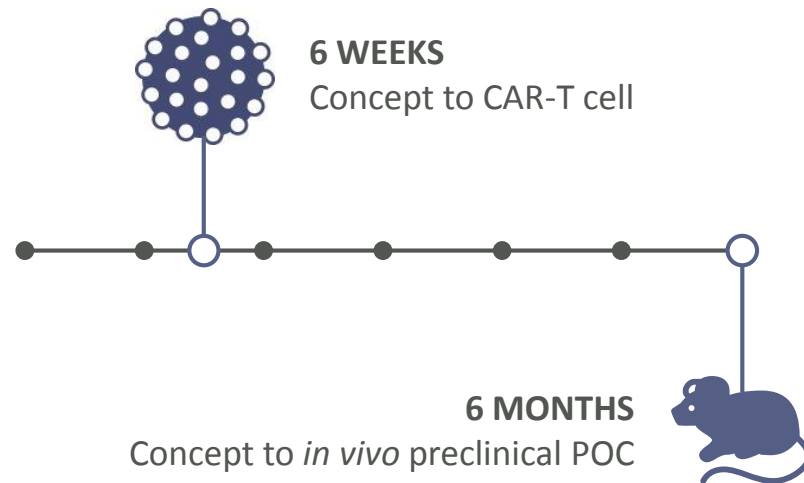 6 WEEKS
Concept to CAR-T cell
6 MONTHS
Concept to in vivo preclinical POC